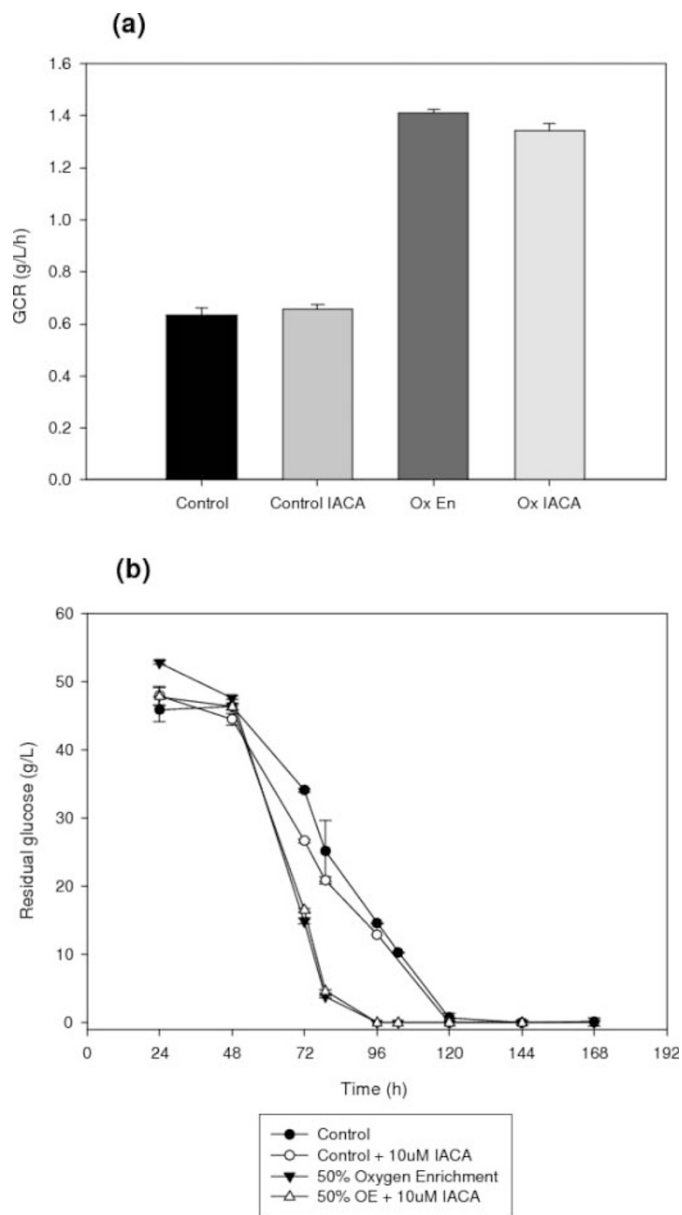 (a)
1.6
1.4
1.2
1.0
0.8
0.6
0.4
0.2
0.0
GCR (g/L/h)
Control
Control IACA
Ox En
Ox IACA
(b)
60
50
40
30
20
10
0
Residual glucose (g/L)
0 24 48 72 96 120 144 168 192
Time (h)
Control
Control + 10uM IACA
50% Oxygen Enrichment
50% OE + 10uM IACA